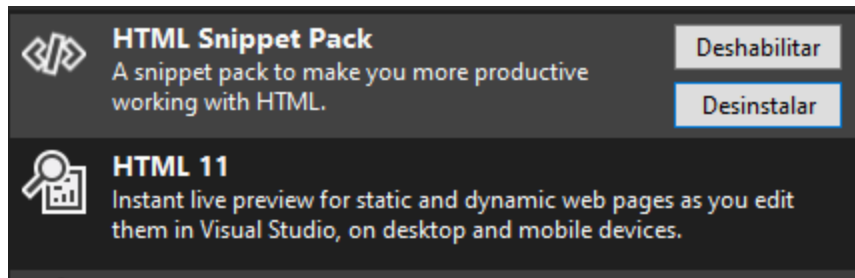 HTML Snippet Pack
Deshabilitar
A snippet pack to make you more productive
working with HTML.
Desinstalar
HTML 11
Instant live preview for static and dynamic web pages as you edit
them in Visual Studio, on desktop and mobile devices.